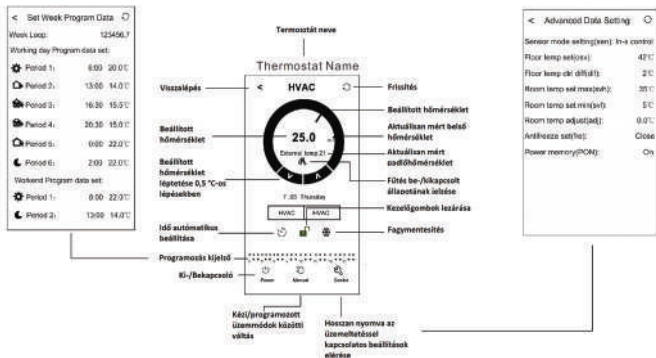 < Set Week Program Data
Week Loop: 123456,7
Working day Program data set:
Period 1: 6:00 20.0℃
Period 2: 13:00 14.0℃
Period 3: 16:30 15.5℃
Period 4: 20:30 15.0℃
Period 5: 0:00 22.0℃
Period 6: 2:00 22.0℃
Workend Program data set:
Period 1: 8:00 22.0℃
Period 2: 13:00 14.0℃
Termosztát neve
Thermostat Name
Visszalépés
< HVAC
Frissítés
Beállított hőmérséklet
Beállított
hőmérséklet
25.0
Aktuálisan mért belső
hőmérséklet
External temp:21
Aktuálisan mért
padlóhőmérséklet
Beállított
hőmérséklet
léptetése 0,5 °C-os
lépésekben
Fűtés be-/kikapcsolt
állapotának jelzése
Thursday
HVAC HVAC
Kezelőgombok lezárása
Idő automatikus
beállítása
Fagymentesítés
Programozás kijelző
Ki-/Bekapcsoló
Power Manual
Kézi/programozott
üzemmódok közötti
váltás
Hosszan nyomva az
üzemeltetéssel
kapcsolatos beállítások
elérése
< Advanced Data Setting
Sensor mode setting(sen): In-s control
Floor temp set(osv): 42℃
Floor temp ctrl diff(dif): 2℃
Room temp set max(svh): 35℃
Room temp set min(svl): 5℃
Room temp adjust(adj): 0.0℃
Antifreeze set(fre): Close
Power memory(PON): On